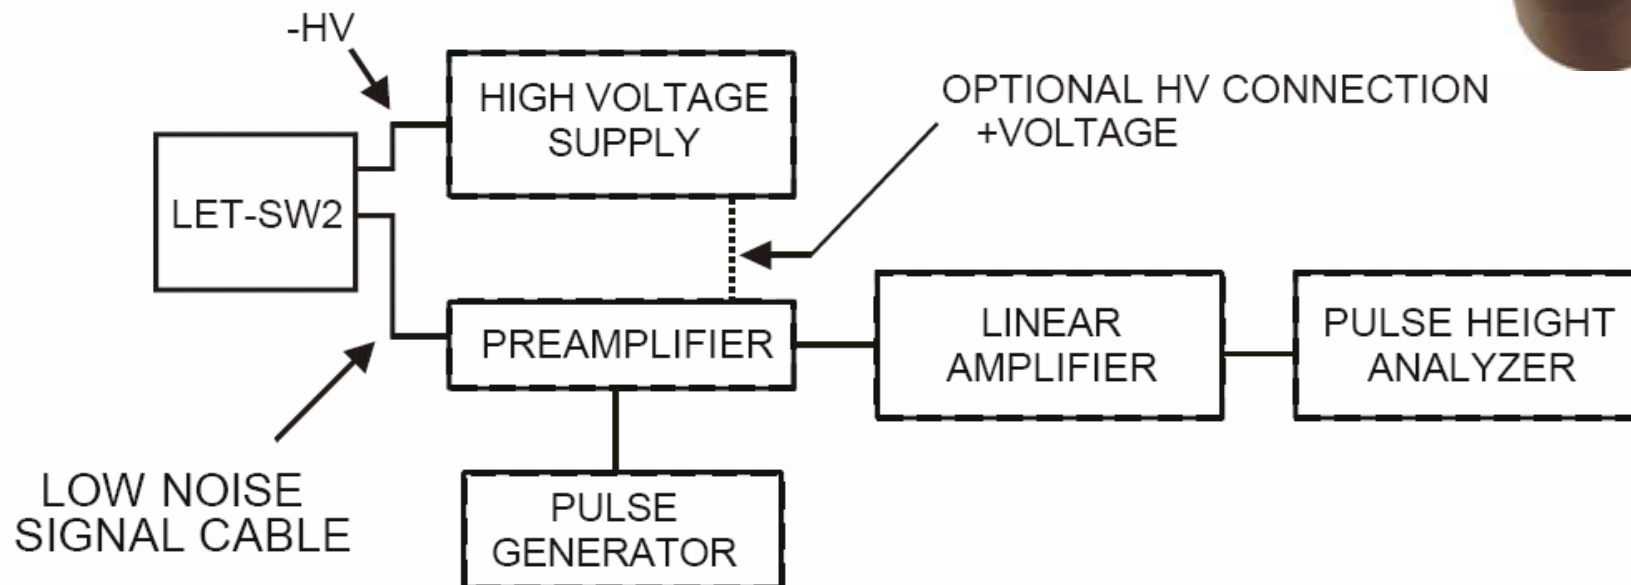 -HV
HIGH VOLTAGE
SUPPLY
OPTIONAL HV CONNECTION
+VOLTAGE
LET-SW2
PREAMPLIFIER
LINEAR
AMPLIFIER
PULSE HEIGHT
ANALYZER
LOW NOISE
SIGNAL CABLE
PULSE
GENERATOR